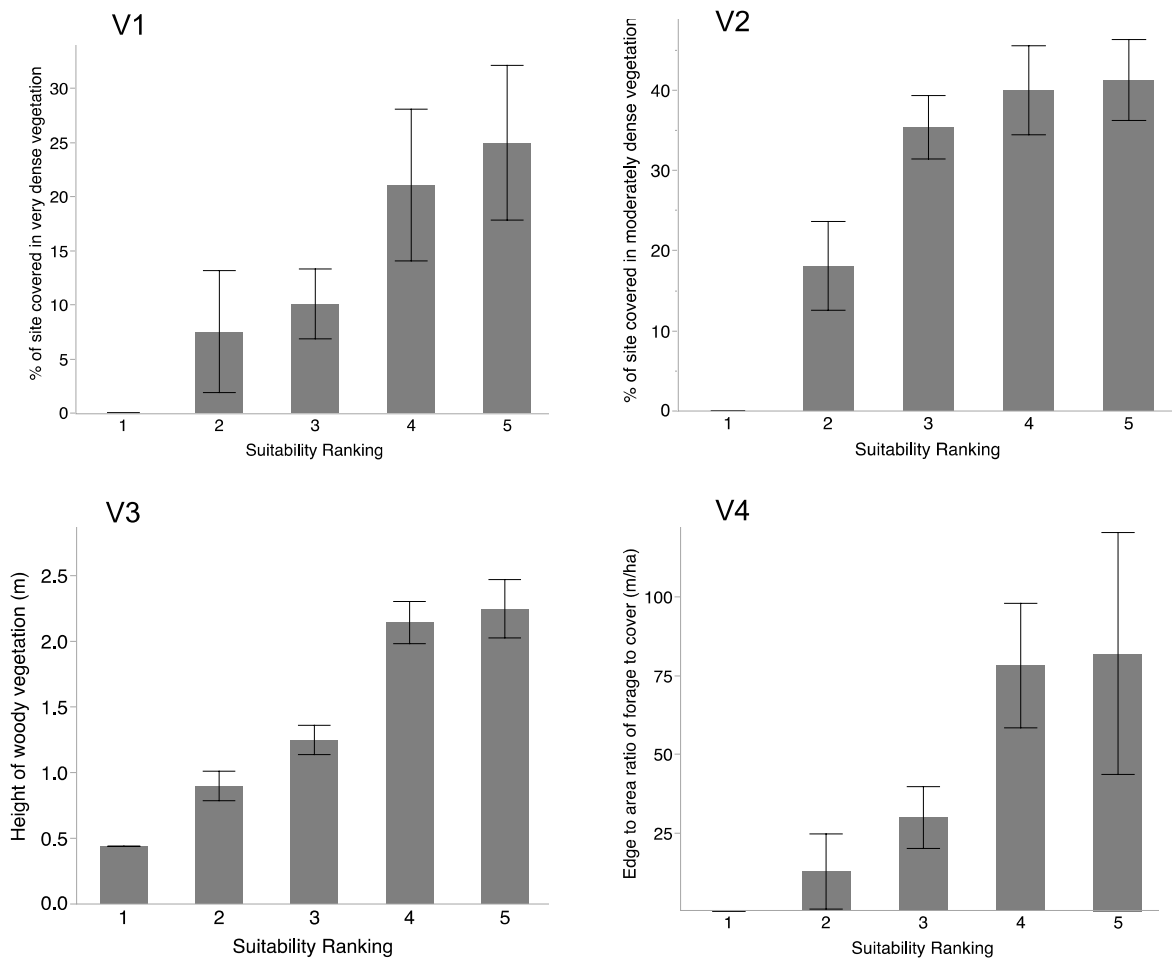 V1
% of site covered in very dense vegetation
30
25
20
15
10
5
0
1 2 3 4 5
Suitability Ranking
V2
% of site covered in moderately dense vegetation
40
30
20
10
0
1 2 3 4 5
Suitability Ranking
V3
Height of woody vegetation (m)
2.5
2.0
1.5
1.0
0.5
0.0
1 2 3 4 5
Suitability Ranking
V4
Edge to area ratio of forage to cover (m/ha)
100
75
50
25
1 2 3 4 5
Suitability Ranking